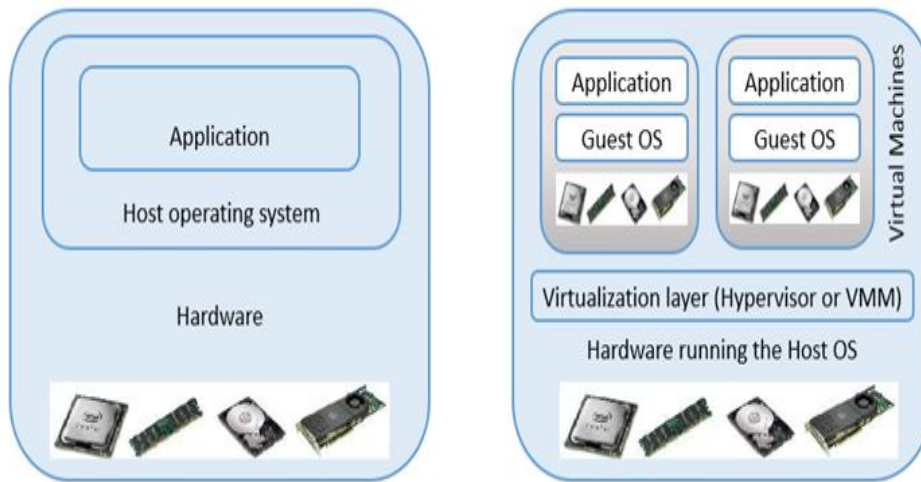 Application
Host operating system
Hardware
Application
Application
Guest OS
Guest OS
Virtual Machines
Virtualization layer (Hypervisor or VMM)
Hardware running the Host OS